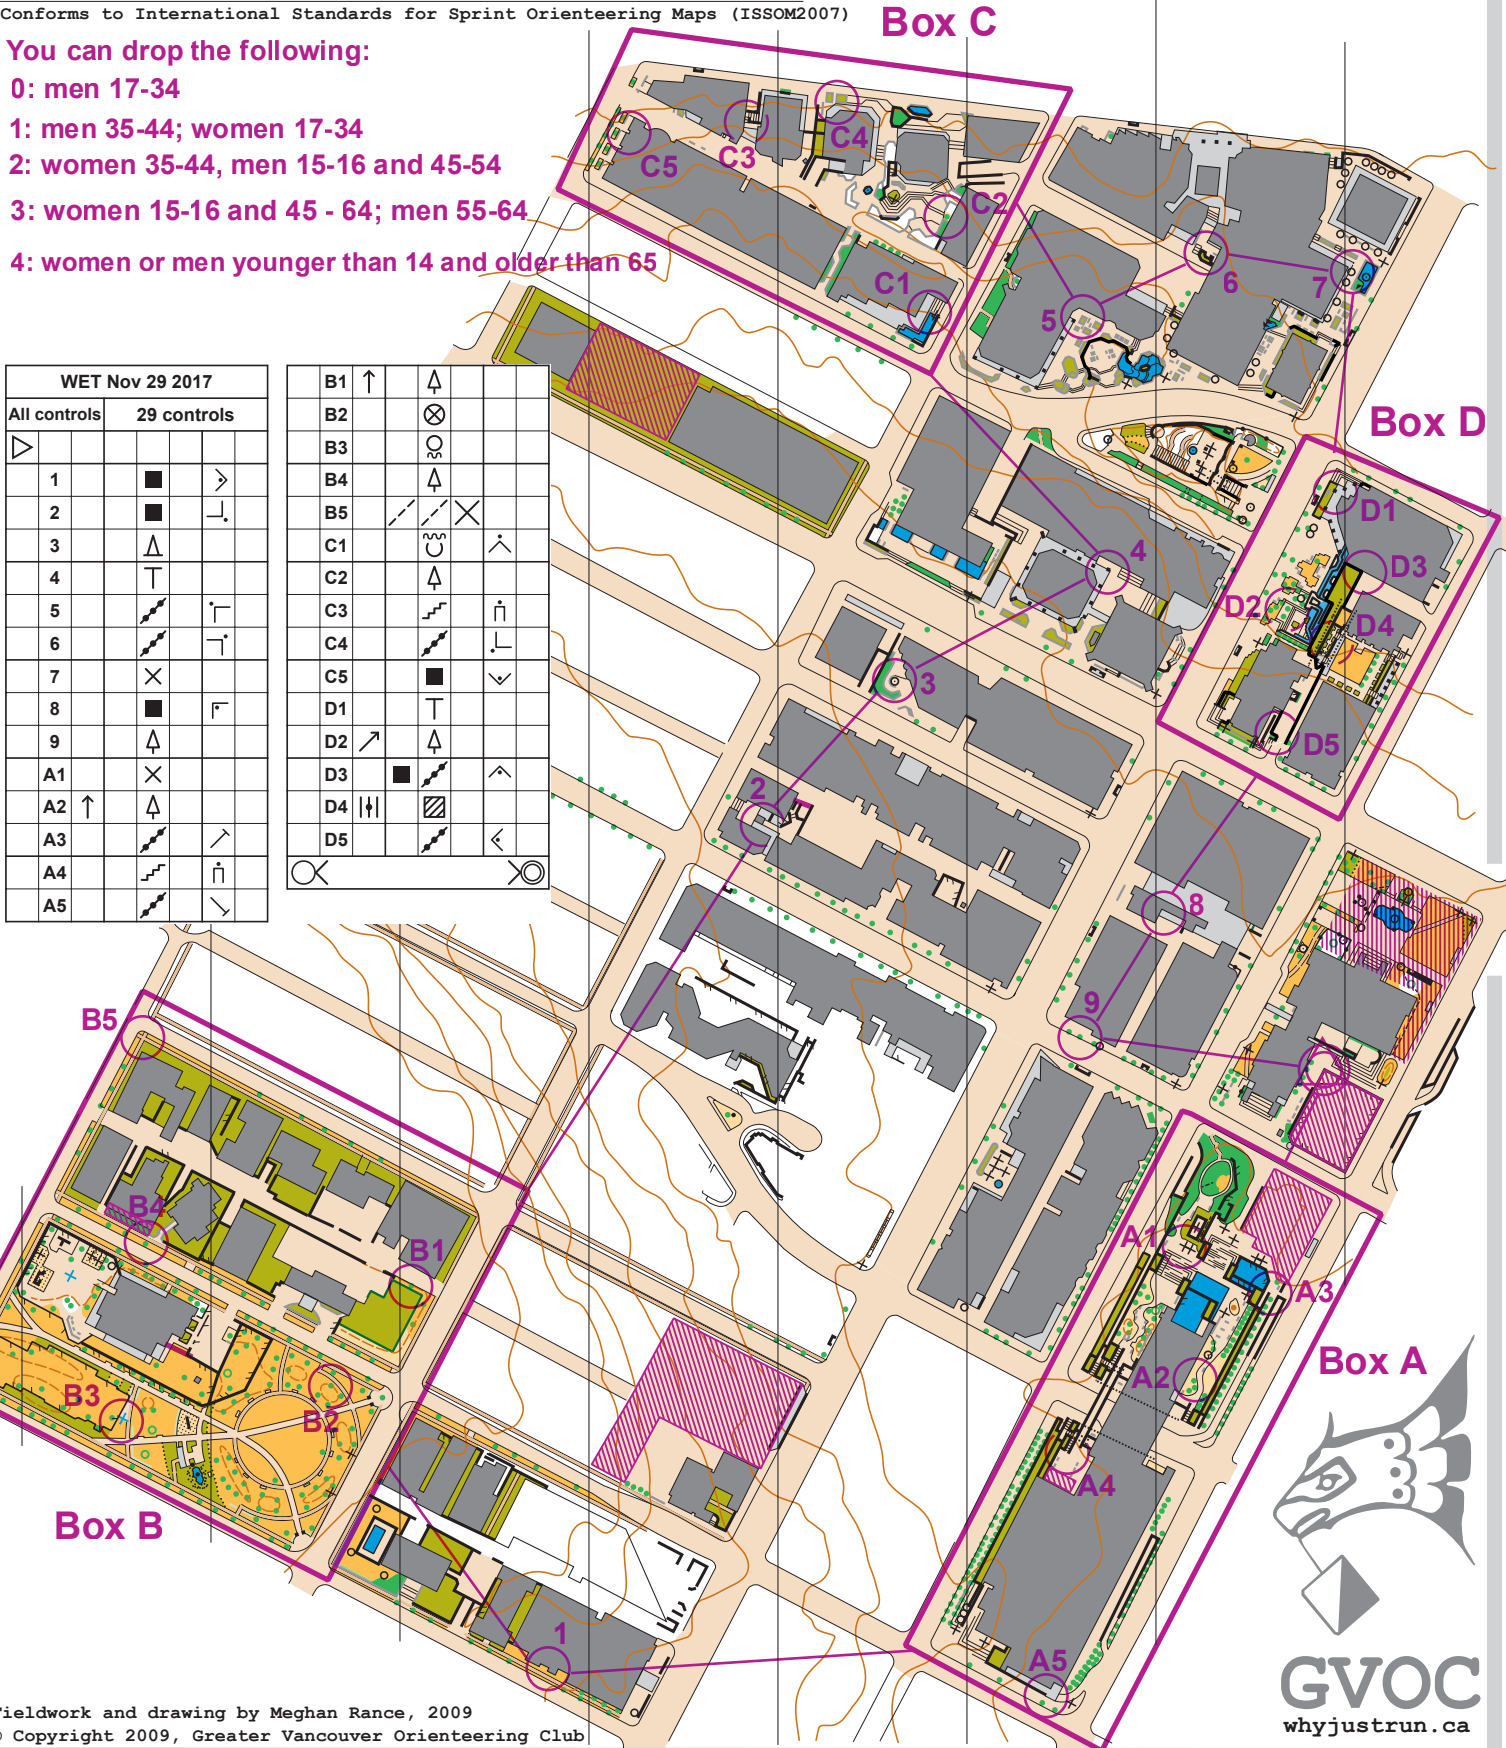 Conforms to International Standards for Sprint Orienteering Maps (ISSOM2007)
Box C
You can drop the following:
0: men 17-34
1: men 35-44; women 17-34
2: women 35-44, men 15-16 and 45-54
3: women 15-16 and 45 - 64; men 55-64
4: women or men younger than 14 and older than 65
C4
C3
C5
C2
C1
6
7
5
WET Nov 29 2017
All controls 29 controls
1
2
3
4
5
6
7
8
9
A1
A2
A3
A4
A5
B1
B2
B3
B4
B5
C1
C2
C3
C4
C5
D1
D2
D3
D4
D5
Box D
D1
4
D3
D2
D4
3
D5
2
8
9
B5
B4
B1
A1
A3
Box A
A2
B3
B2
A4
Box B
1
A5
GVOC
whyjustrun.ca
Fieldwork and drawing by Meghan Rance, 2009
© Copyright 2009, Greater Vancouver Orienteering Club